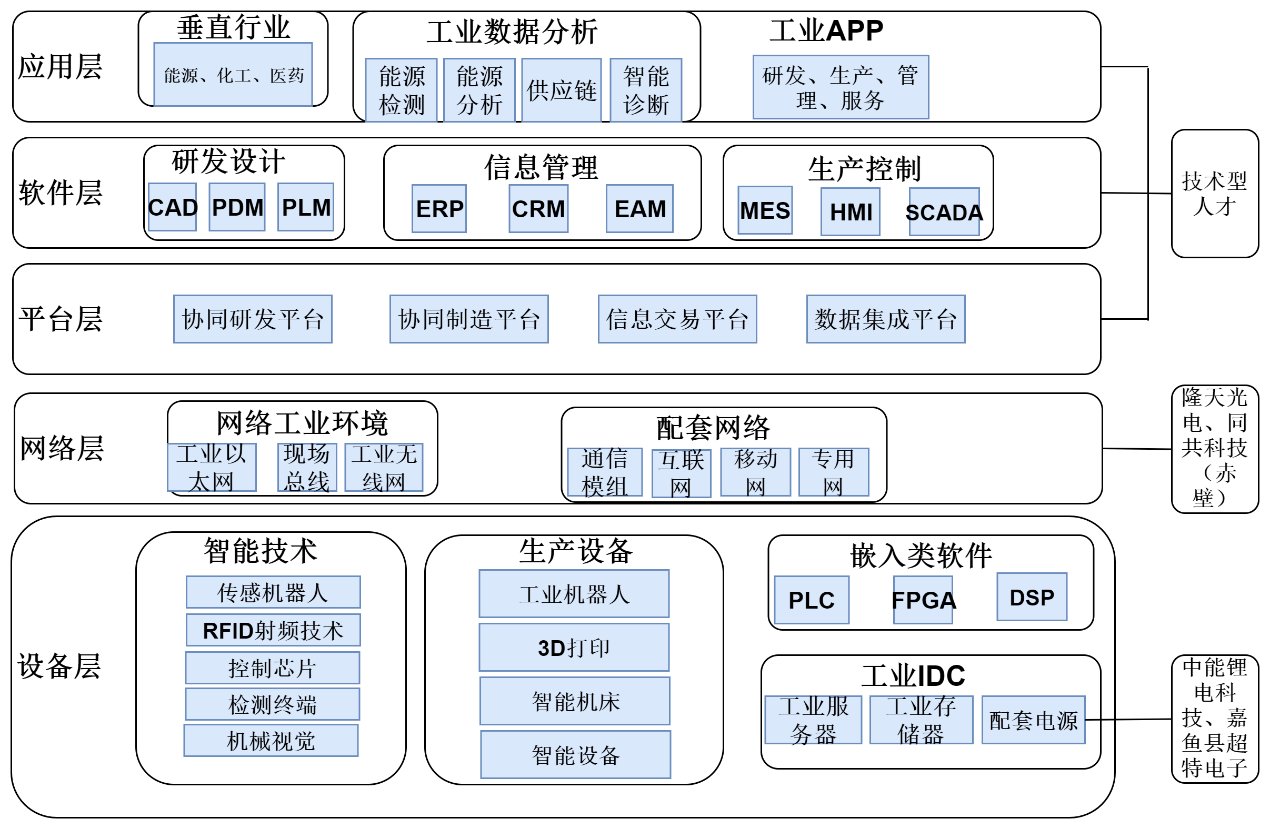 应用层
垂直行业
能源、化工、医药
工业数据分析
能源
检测
能源
分析
供应链
智能
诊断
工业APP
研发、生产、管
理、服务
软件层
研发设计
CAD
PDM
PLM
信息管理
ERP
CRM
EAM
生产控制
MES
HMI
SCADA
技术型
人才
平台层
协同研发平台
协同制造平台
信息交易平台
数据集成平台
网络层
网络工业环境
工业以
太网
现场
总线
工业无
线网
配套网络
通信
模组
互联
网
移动
网
专用
网
隆天光
电、同
共科技
（赤
壁）
设备层
智能技术
传感机器人
RFID射频技术
控制芯片
检测终端
机械视觉
生产设备
工业机器人
3D打印
智能机床
智能设备
嵌入类软件
PLC
FPGA
DSP
工业IDC
工业服
务器
工业存
储器
配套电源
中能锂
电科
技、嘉
鱼县超
特电子